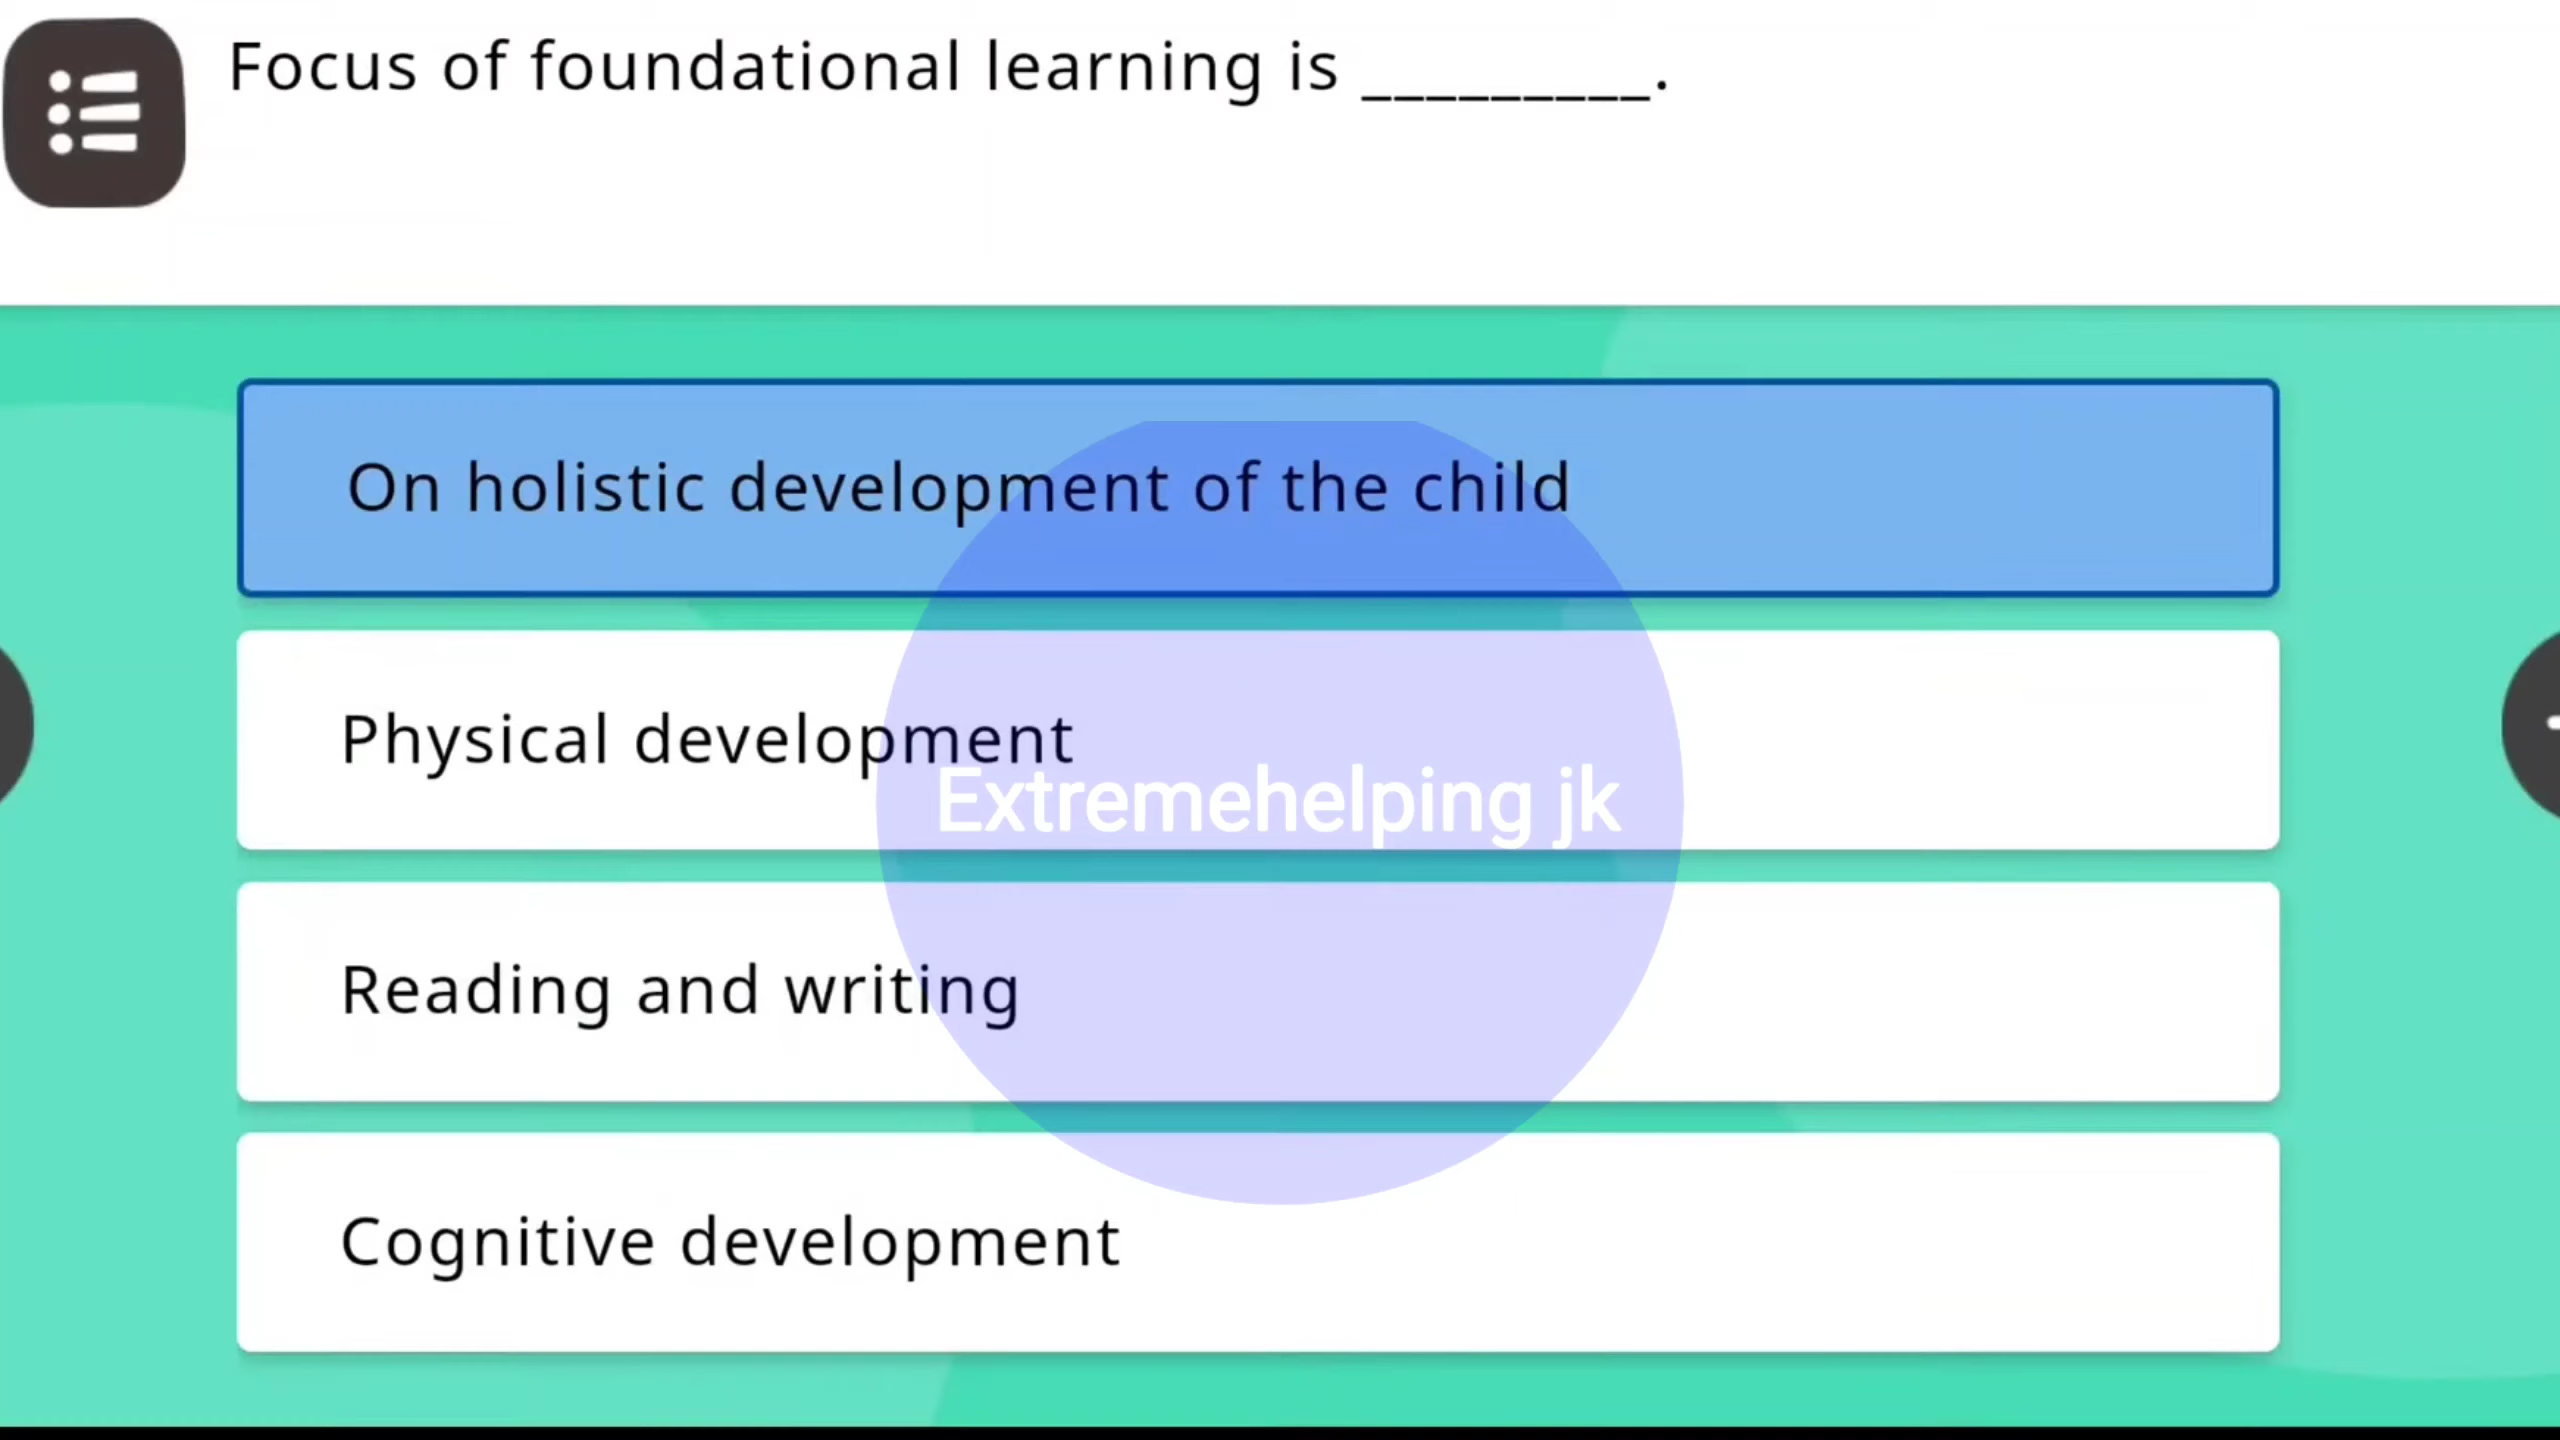 Focus of foundational learning is _________.
On holistic development of the child
Physical development
Extremehelping jk
Reading and writing
Cognitive development